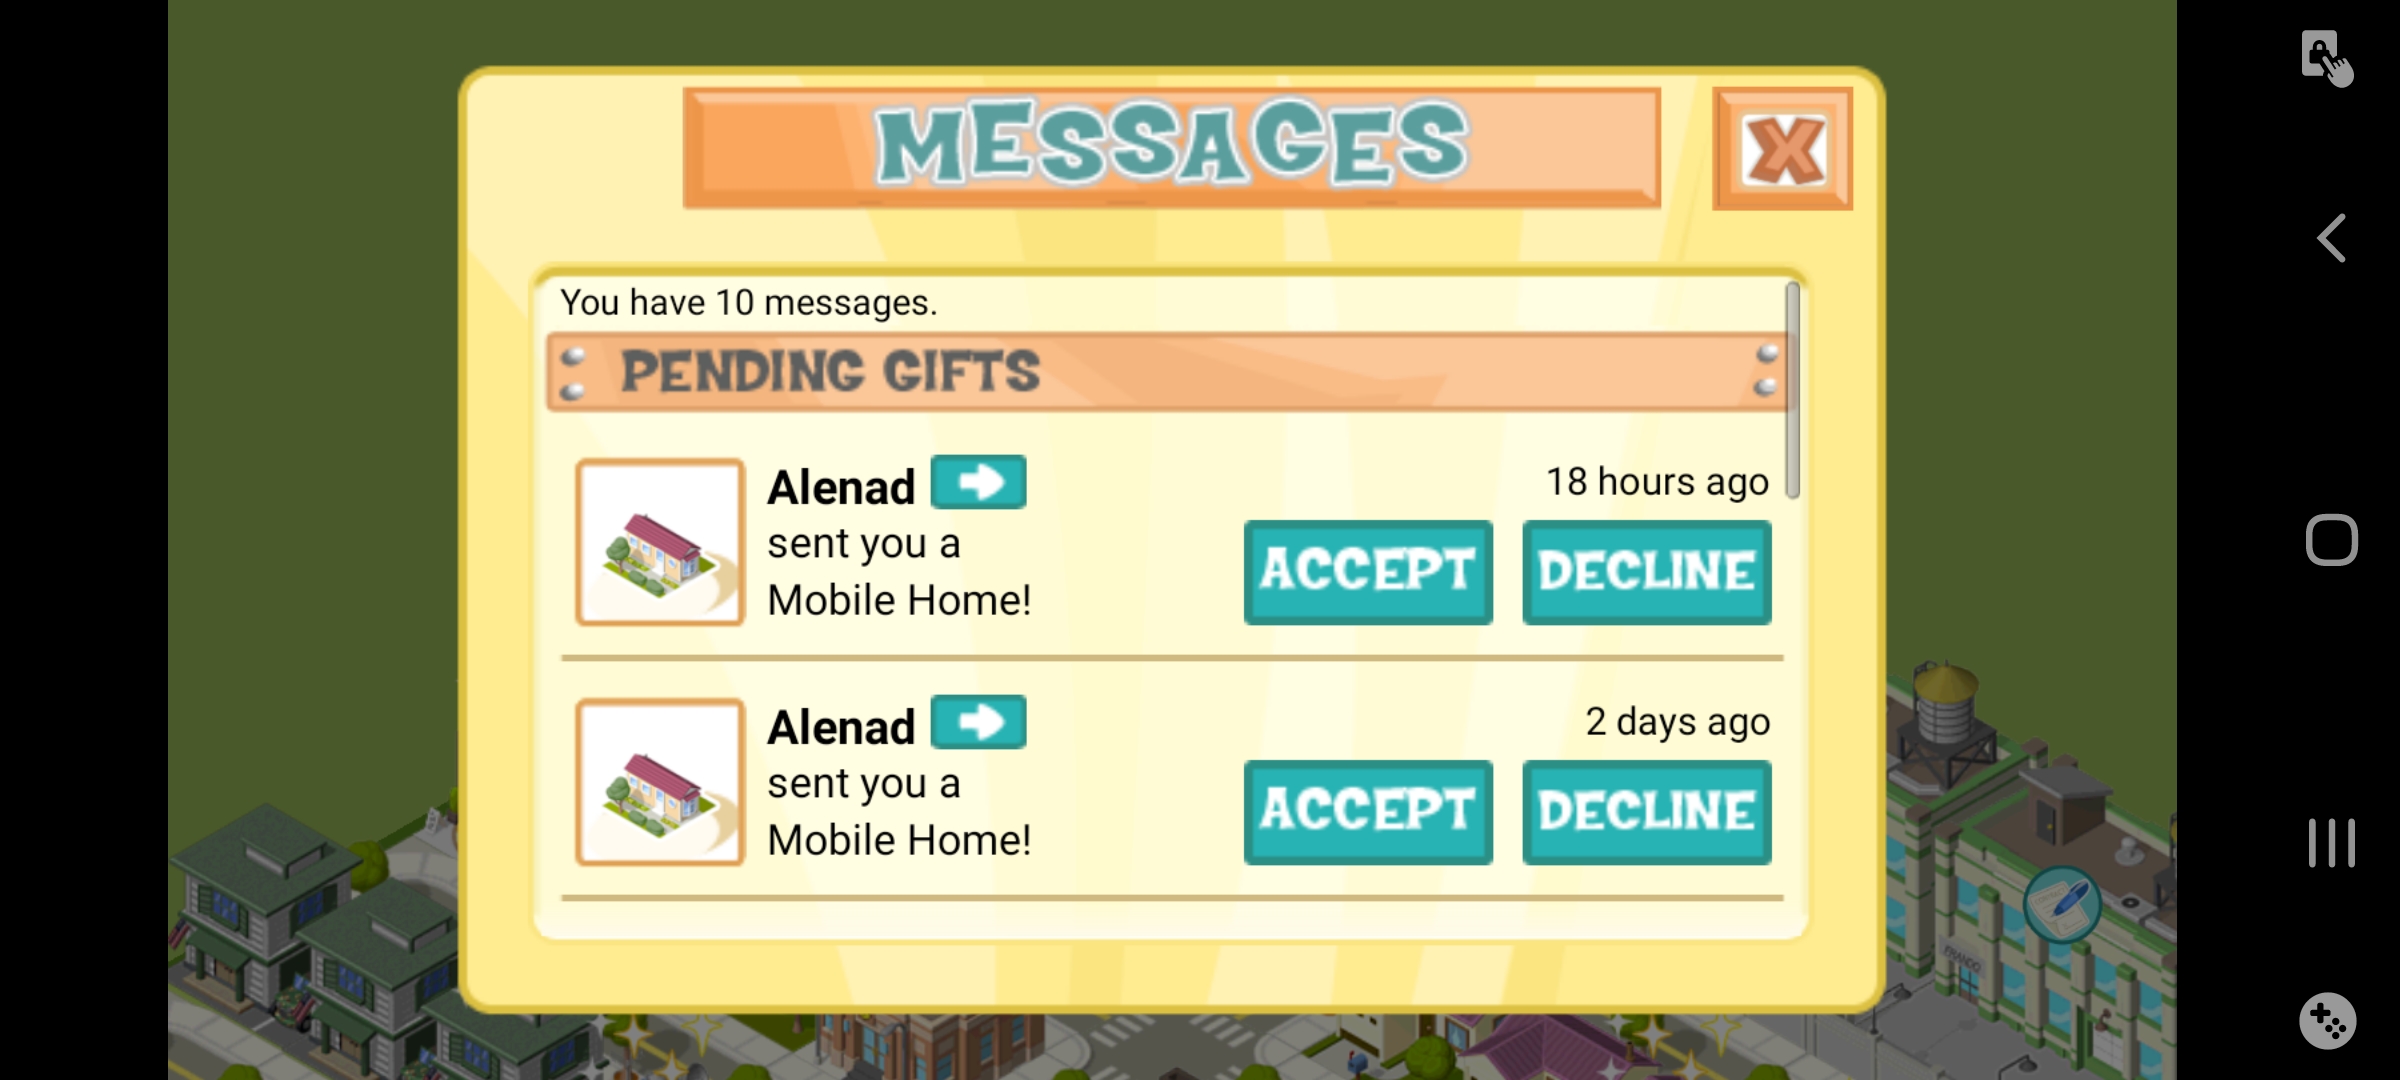 MESSAGES
X
You have 10 messages.
PENDING GIFTS
Alenad
18 hours ago
sent you a
Mobile Home!
ACCEPT
DECLINE
Alenad
2 days ago
sent you a
Mobile Home!
ACCEPT
DECLINE